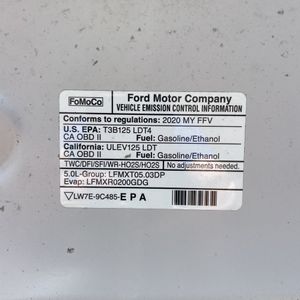 FoMoCo
Ford Motor Company
VEHICLE EMISSION CONTROL INFORMATION
Conforms to regulations: 2020 MY FFV
U.S. EPA: T3B125 LDT4
CA OBD II Fuel: Gasoline/Ethanol
California: ULEV125 LDT
CA OBD II Fuel: Gasoline/Ethanol
TWC/DFI/SFI/WR-HO2S/HO2S No adjustments needed.
5.0L-Group: LFMXT05.03DP
Evap: LFMXR0200GDG
LW7E-9C485-EPA